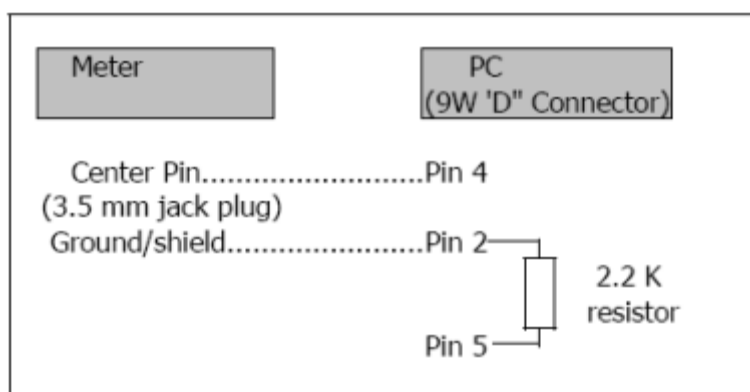 Meter
PC
(9W 'D" Connector)
Center Pin........................Pin 4
(3.5 mm jack plug)
Ground/shield.....................Pin 2
2.2 K
resistor
Pin 5